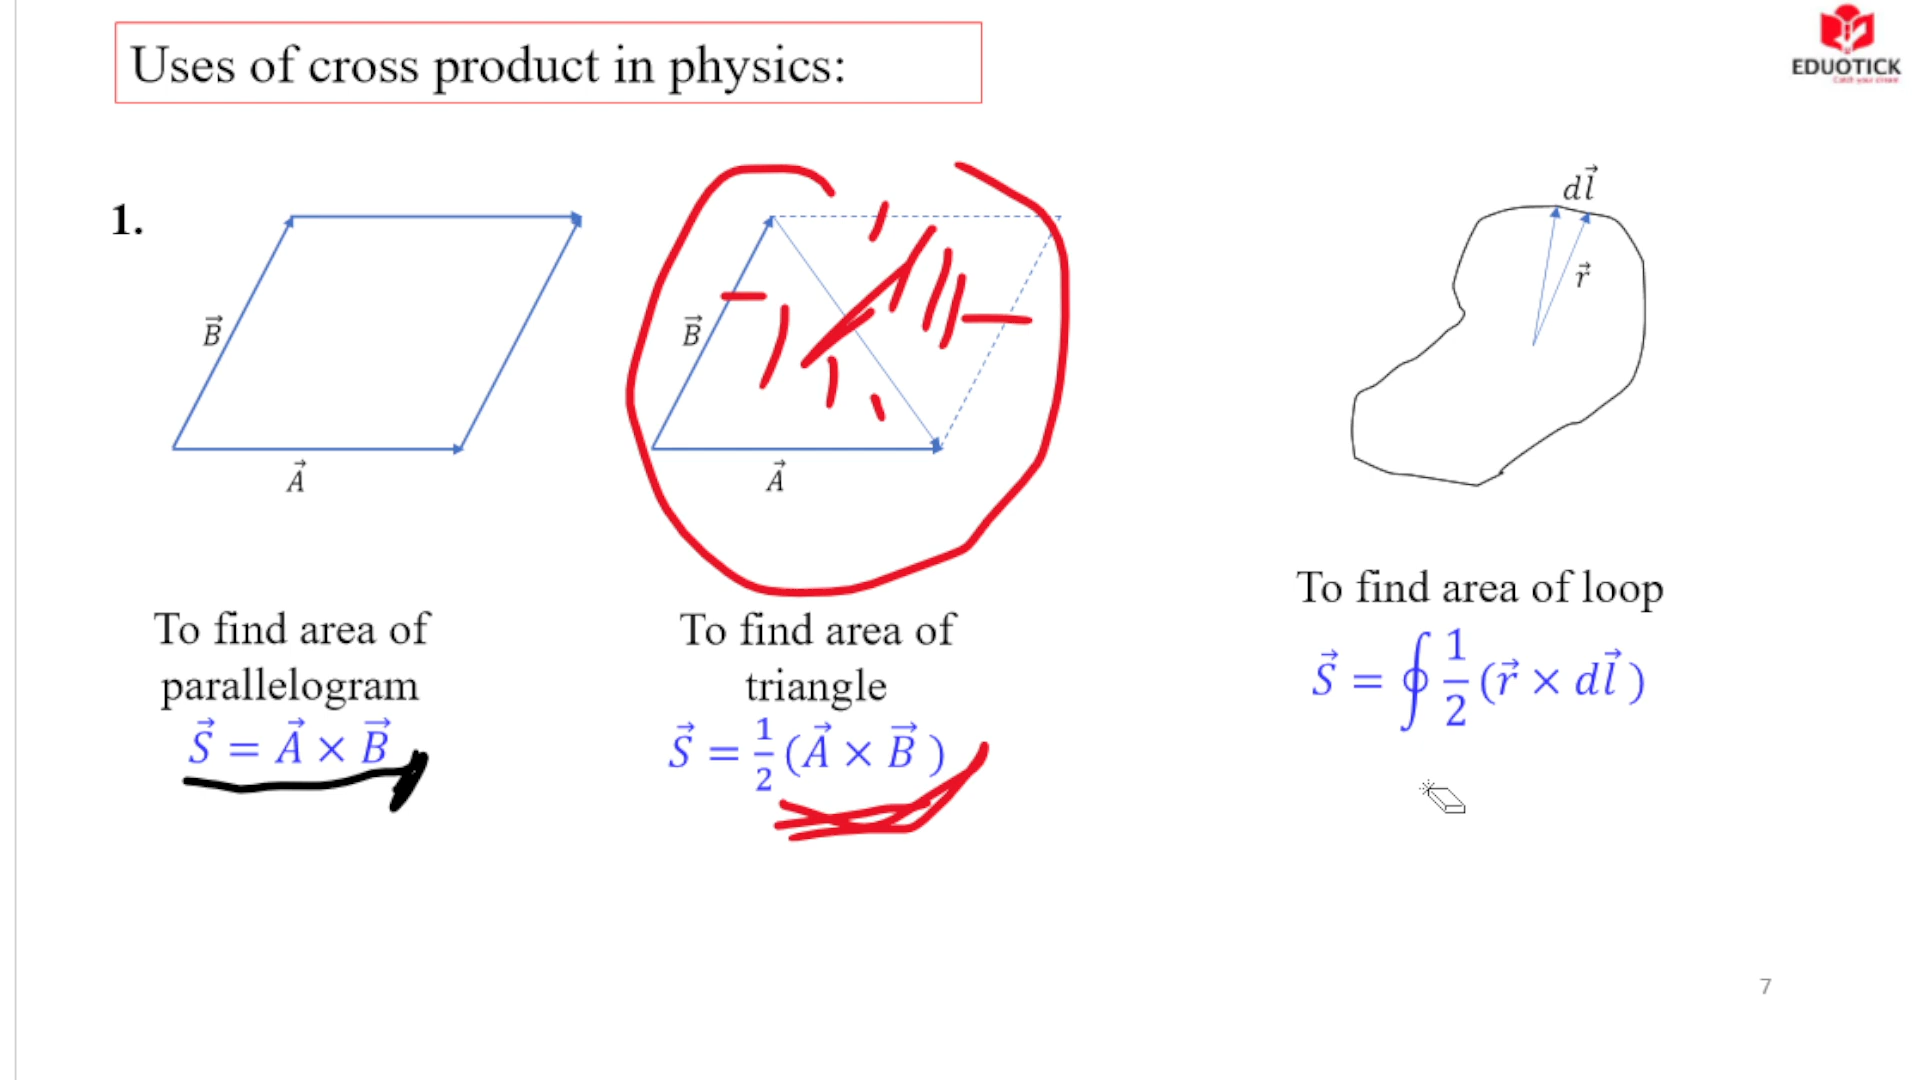 Uses of cross product in physics:
EDUOTICK
1.
B⃗
A⃗
B⃗
A⃗
dl⃗
r⃗
To find area of
parallelogram
S⃗ = A⃗ × B⃗
To find area of
triangle
S⃗ = 1/2 (A⃗ × B⃗ )
To find area of loop
S⃗ = ∮ 1/2 (r⃗ × dl⃗ )
7